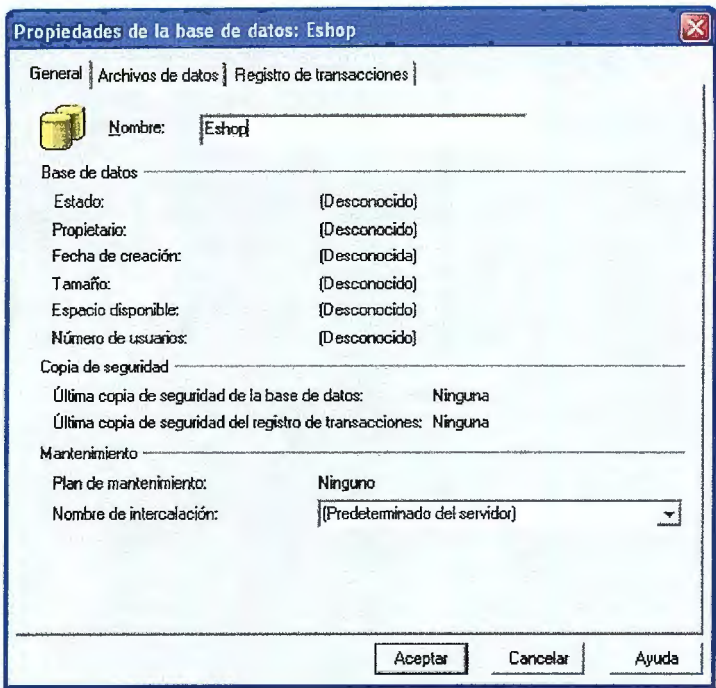 Propiedades de la base de datos: Eshop
General Archivos de datos Registro de transacciones
Nombre: Eshop
Base de datos
Estado: (Desconocido)
Propietario: (Desconocido)
Fecha de creación: (Desconocida)
Tamaño: (Desconocido)
Espacio disponible: (Desconocido)
Número de usuarios: (Desconocido)
Copia de seguridad
Última copia de seguridad de la base de datos: Ninguna
Última copia de seguridad del registro de transacciones: Ninguna
Mantenimiento
Plan de mantenimiento: Ninguno
Nombre de intercalación: (Predeterminado del servidor)
Aceptar Cancelar Ayuda